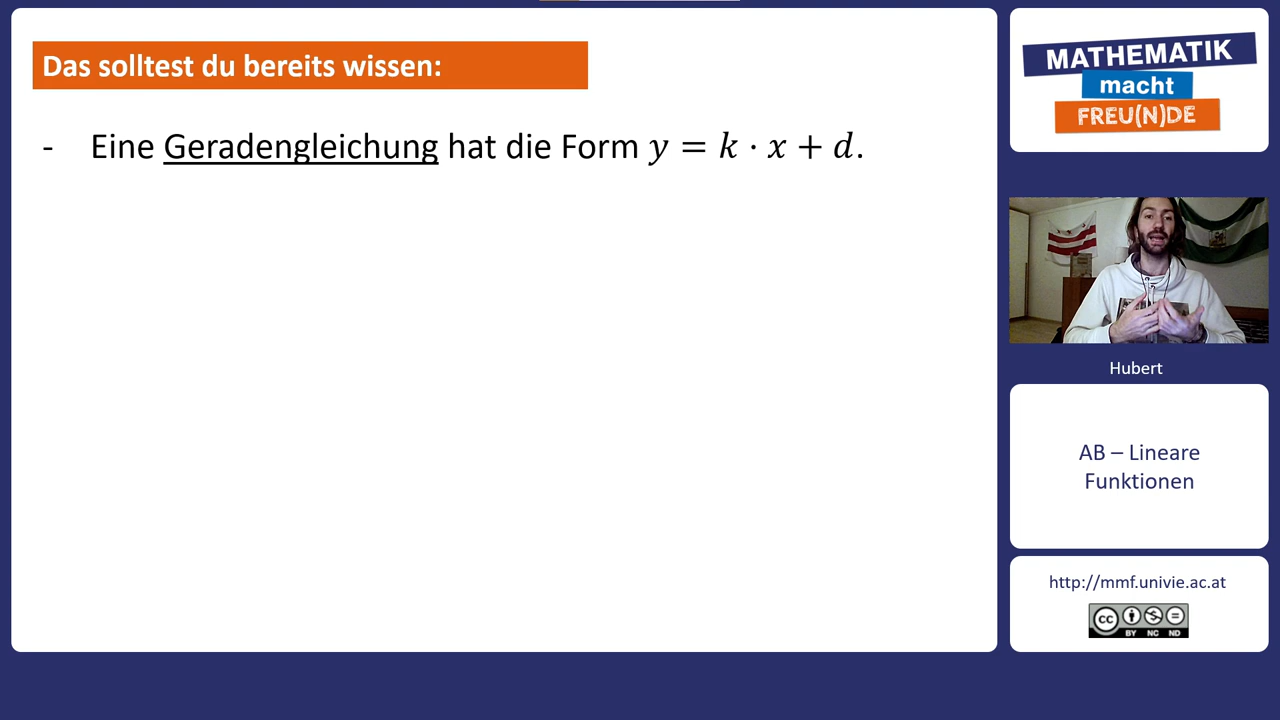 Das solltest du bereits wissen:
- Eine Geradengleichung hat die Form y = k · x + d.
MATHEMATIK
macht
FREU(N)DE
Hubert
AB – Lineare
Funktionen
http://mmf.univie.ac.at
cc
BY NC ND